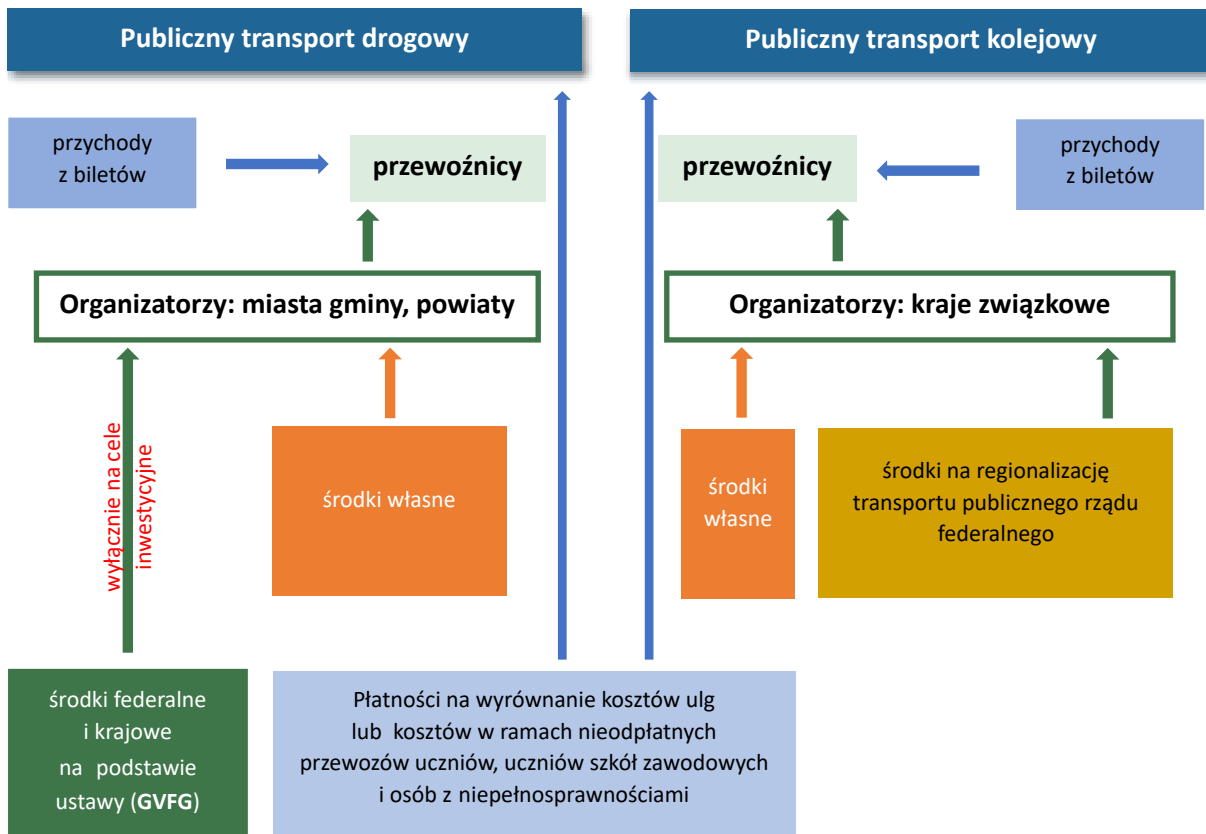 Publiczny transport drogowy
Publiczny transport kolejowy
przychody
z biletów
przewoźnicy
przewoźnicy
przychody
z biletów
Organizatorzy: miasta gminy, powiaty
Organizatorzy: kraje związkowe
wyłącznie na cele
inwestycyjne
środki własne
środki
własne
środki na regionalizację
transportu publicznego rządu
federalnego
środki federalne
i krajowe
na podstawie
ustawy (GVFG)
Płatności na wyrównanie kosztów ulg
lub kosztów w ramach nieodpłatnych
przewozów uczniów, uczniów szkół zawodowych
i osób z niepełnosprawnościami